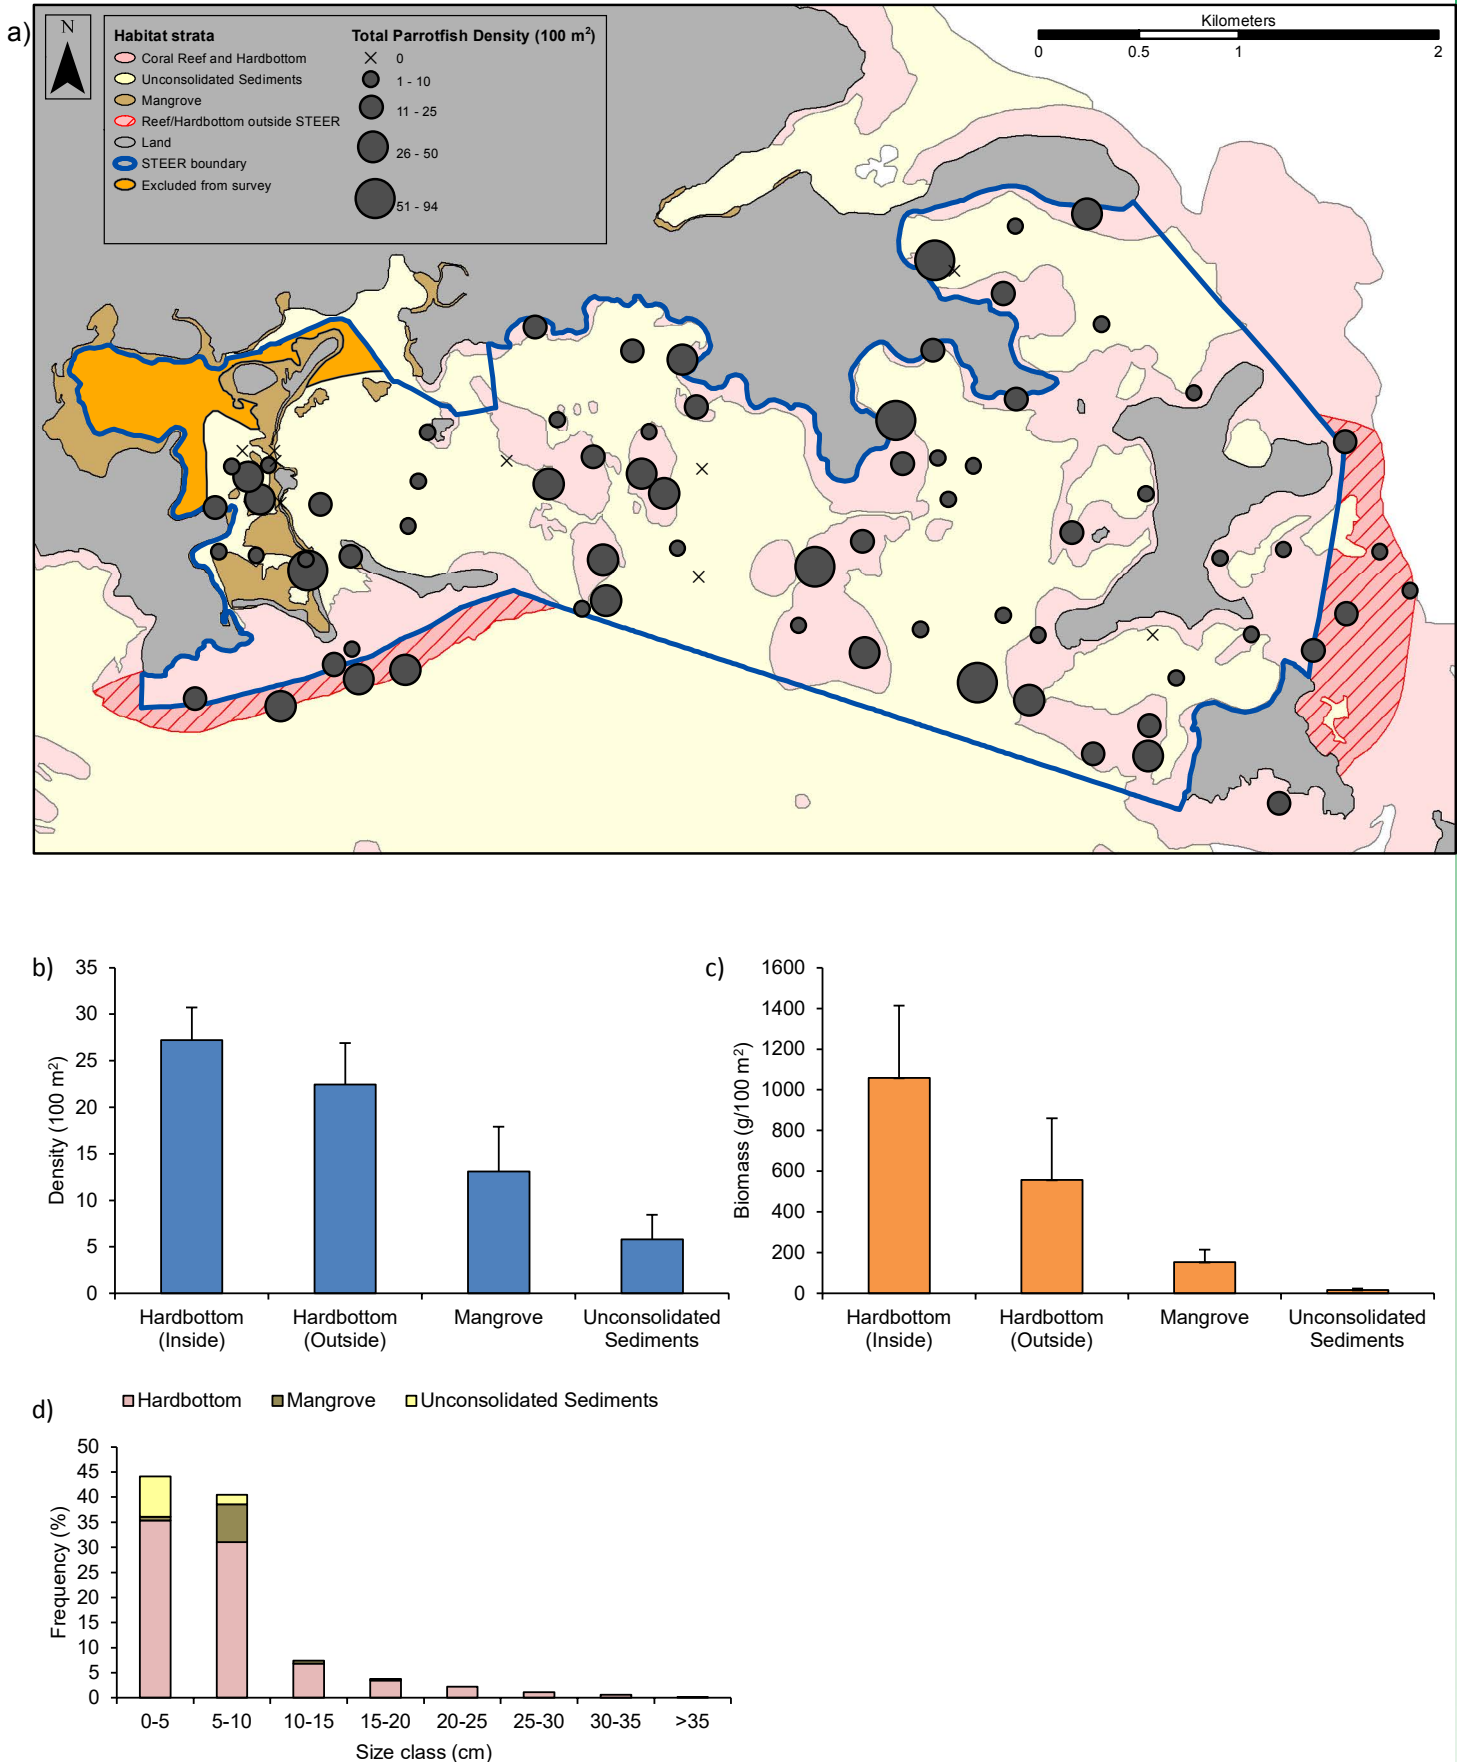 a)
N
Habitat strata
Coral Reef and Hardbottom
Unconsolidated Sediments
Mangrove
Reef/Hardbottom outside STEER
Land
STEER boundary
Excluded from survey
Total Parrotfish Density (100 m²)
0
1 - 10
11 - 25
26 - 50
51 - 94
Kilometers
0 0.5 1 2
b)
Density (100 m²)
35
30
25
20
15
10
5
0
Hardbottom (Inside)
Hardbottom (Outside)
Mangrove
Unconsolidated Sediments
c)
Biomass (g/100 m²)
1600
1400
1200
1000
800
600
400
200
0
Hardbottom (Inside)
Hardbottom (Outside)
Mangrove
Unconsolidated Sediments
d)
Hardbottom Mangrove Unconsolidated Sediments
Frequency (%)
50
45
40
35
30
25
20
15
10
5
0
0-5 5-10 10-15 15-20 20-25 25-30 30-35 >35
Size class (cm)